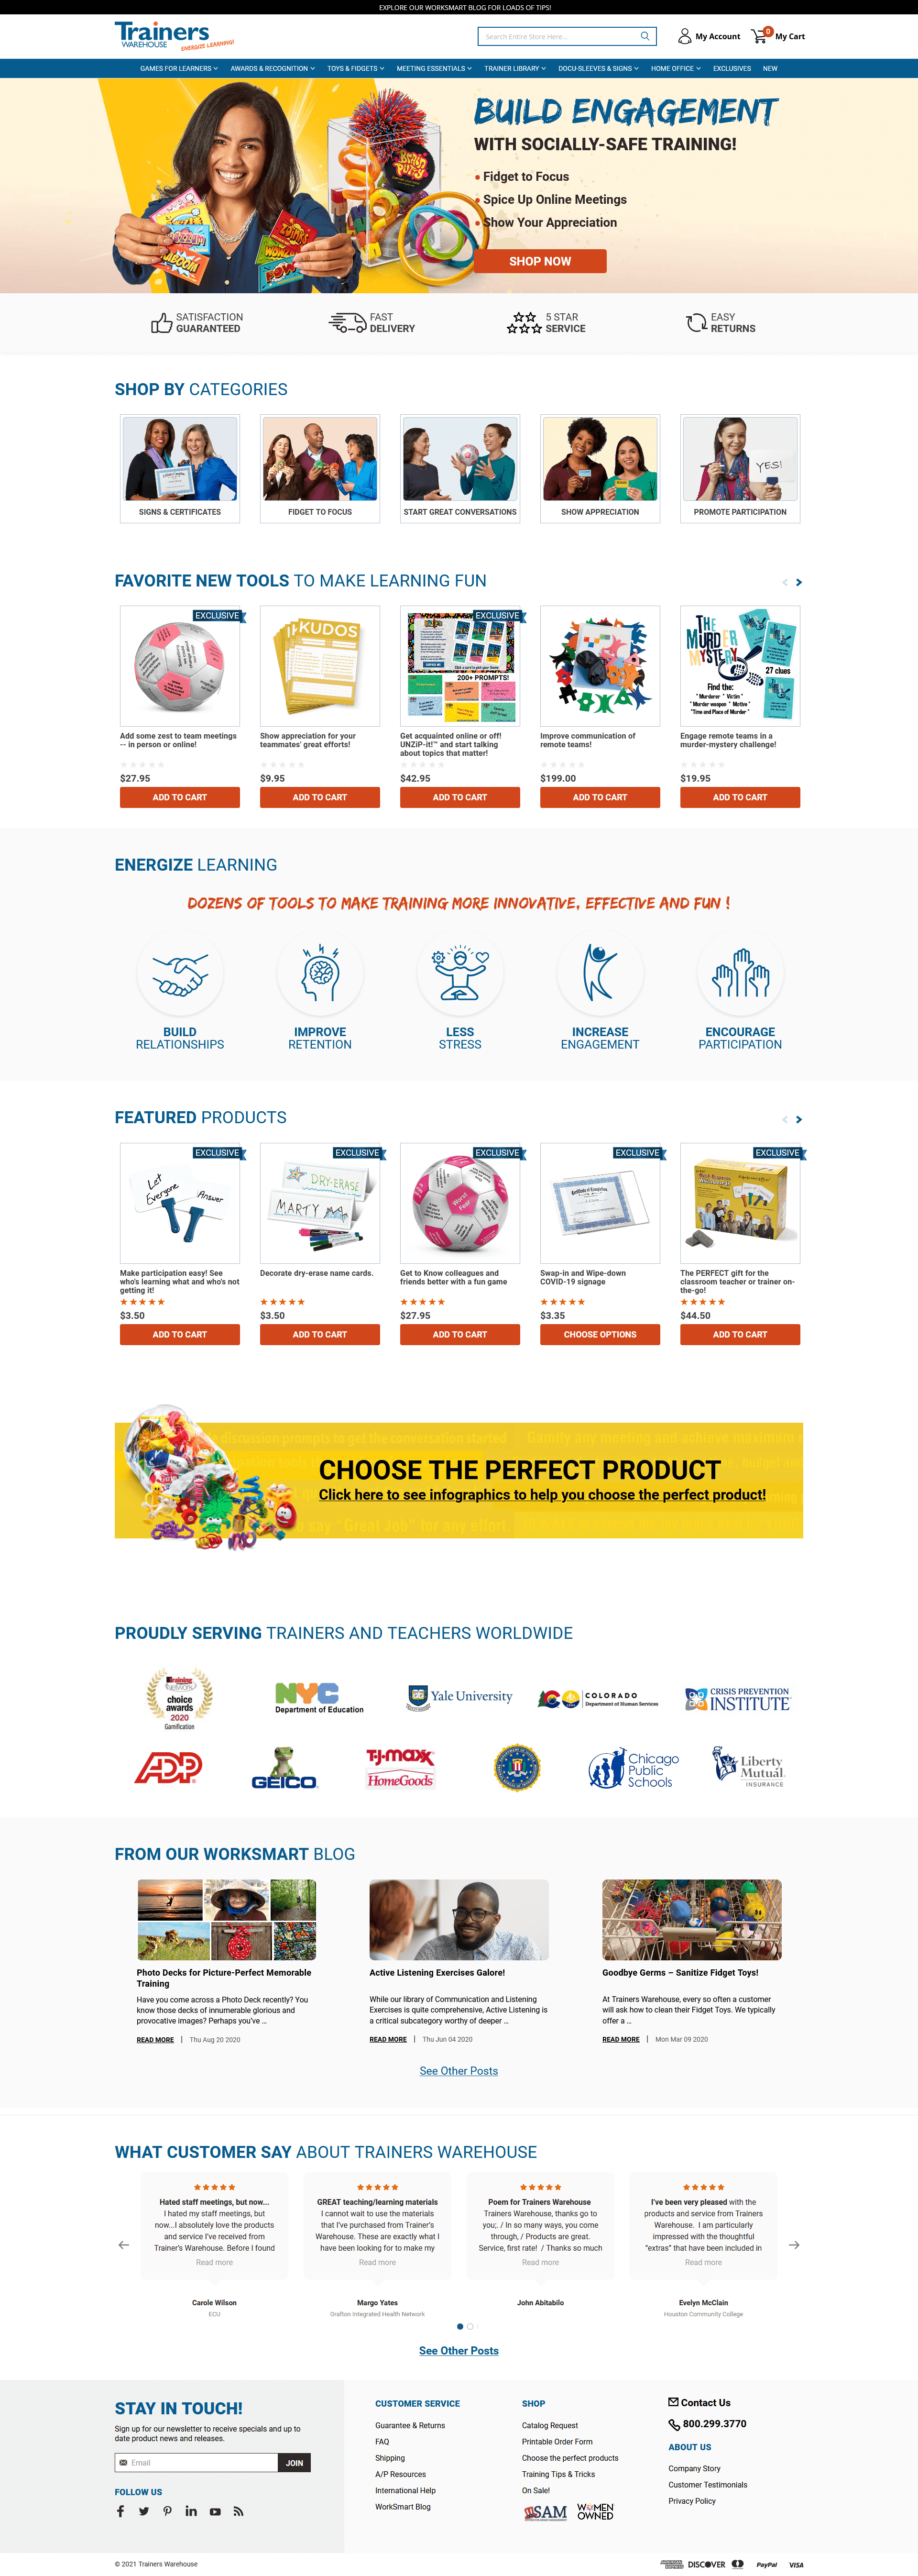 EXPLORE OUR WORKSMART BLOG FOR LOADS OF TIPS!
Trainers
WAREHOUSE
ENERGIZE LEARNING!
Search Entire Store Here...
My Account
0
My Cart
GAMES FOR LEARNERS
AWARDS & RECOGNITION
TOYS & FIDGETS
MEETING ESSENTIALS
TRAINER LIBRARY
DOCU-SLEEVES & SIGNS
HOME OFFICE
EXCLUSIVES
NEW
BUILD ENGAGEMENT
WITH SOCIALLY-SAFE TRAINING!
• Fidget to Focus
• Spice Up Online Meetings
• Show Your Appreciation
SHOP NOW
SATISFACTION
GUARANTEED
FAST
DELIVERY
5 STAR
SERVICE
EASY
RETURNS
SHOP BY CATEGORIES
YES!
SIGNS & CERTIFICATES
FIDGET TO FOCUS
START GREAT CONVERSATIONS
SHOW APPRECIATION
PROMOTE PARTICIPATION
FAVORITE NEW TOOLS TO MAKE LEARNING FUN
EXCLUSIVE
KUDOS
EXCLUSIVE
200+ PROMPTS!
THE MURDER MYSTERY
27 clues
Find the:
* Murderer * Victim *
* Murder Weapon * Motive
*Time and Place of Murder *
Add some zest to team meetings
-- in person or online!
$27.95
ADD TO CART
Show appreciation for your
teammates' great efforts!
$9.95
ADD TO CART
Get acquainted online or off!
UNZiP-it!™ and start talking
about topics that matter!
$42.95
ADD TO CART
Improve communication of
remote teams!
$199.00
ADD TO CART
Engage remote teams in a
murder-mystery challenge!
$19.95
ADD TO CART
ENERGIZE LEARNING
DOZENS OF TOOLS TO MAKE TRAINING MORE INNOVATIVE, EFFECTIVE AND FUN !
BUILD
RELATIONSHIPS
IMPROVE
RETENTION
LESS
STRESS
INCREASE
ENGAGEMENT
ENCOURAGE
PARTICIPATION
FEATURED PRODUCTS
EXCLUSIVE
Let
Everyone
Answer
EXCLUSIVE
DRY-ERASE
MARTY
EXCLUSIVE
Worst
Fear
EXCLUSIVE
EXCLUSIVE
Make participation easy! See
who's learning what and who's not
getting it!
$3.50
ADD TO CART
Decorate dry-erase name cards.
$3.50
ADD TO CART
Get to Know colleagues and
friends better with a fun game
$27.95
ADD TO CART
Swap-in and Wipe-down
COVID-19 signage
$3.35
CHOOSE OPTIONS
The PERFECT gift for the
classroom teacher or trainer on-
the-go!
$44.50
ADD TO CART
CHOOSE THE PERFECT PRODUCT
Click here to see infographics to help you choose the perfect product!
PROUDLY SERVING TRAINERS AND TEACHERS WORLDWIDE
Training
Network
choice
awards
2020
Gamification
NYC
Department of Education
Yale University
COLORADO
Department of Human Services
CRISIS PREVENTION
INSTITUTE
ADP
GEICO
T.J.maxx
HomeGoods
Chicago
Public
Schools
Liberty
Mutual.
INSURANCE
FROM OUR WORKSMART BLOG
Photo Decks for Picture-Perfect Memorable
Training
Have you come across a Photo Deck recently? You
know those decks of innumerable glorious and
provocative images? Perhaps you've …
READ MORE | Thu Aug 20 2020
Active Listening Exercises Galore!
While our library of Communication and Listening
Exercises is quite comprehensive, Active Listening is
a critical subcategory worthy of deeper …
READ MORE | Thu Jun 04 2020
Goodbye Germs – Sanitize Fidget Toys!
At Trainers Warehouse, every so often a customer
will ask how to clean their Fidget Toys. We typically
offer a …
READ MORE | Mon Mar 09 2020
See Other Posts
WHAT CUSTOMER SAY ABOUT TRAINERS WAREHOUSE
Hated staff meetings, but now...
I hated my staff meetings, but
now...I absolutely love the products
and service I've received from
Trainer's Warehouse. Before I found
Read more
Carole Wilson
ECU
GREAT teaching/learning materials
I cannot wait to use the materials
that I've purchased from Trainer's
Warehouse. These are exactly what I
have been looking for to make my
Read more
Margo Yates
Grafton Integrated Health Network
Poem for Trainers Warehouse
Trainers Warehouse, thanks go to
you;. / In so many ways, you come
through, / Products are great.
Service, first rate! / Thanks so much
Read more
John Abitabilo
I've been very pleased with the
products and service from Trainers
Warehouse. I am particularly
impressed with the thoughtful
"extras" that have been included in
Read more
Evelyn McClain
Houston Community College
See Other Posts
STAY IN TOUCH!
Sign up for our newsletter to receive specials and up to
date product news and releases.
Email
JOIN
FOLLOW US
CUSTOMER SERVICE
Guarantee & Returns
FAQ
Shipping
A/P Resources
International Help
WorkSmart Blog
SHOP
Catalog Request
Printable Order Form
Choose the perfect products
Training Tips & Tricks
On Sale!
SAM
WOMEN
OWNED
Contact Us
800.299.3770
ABOUT US
Company Story
Customer Testimonials
Privacy Policy
© 2021 Trainers Warehouse
AMERICAN EXPRESS
DISCOVER
PayPal
VISA